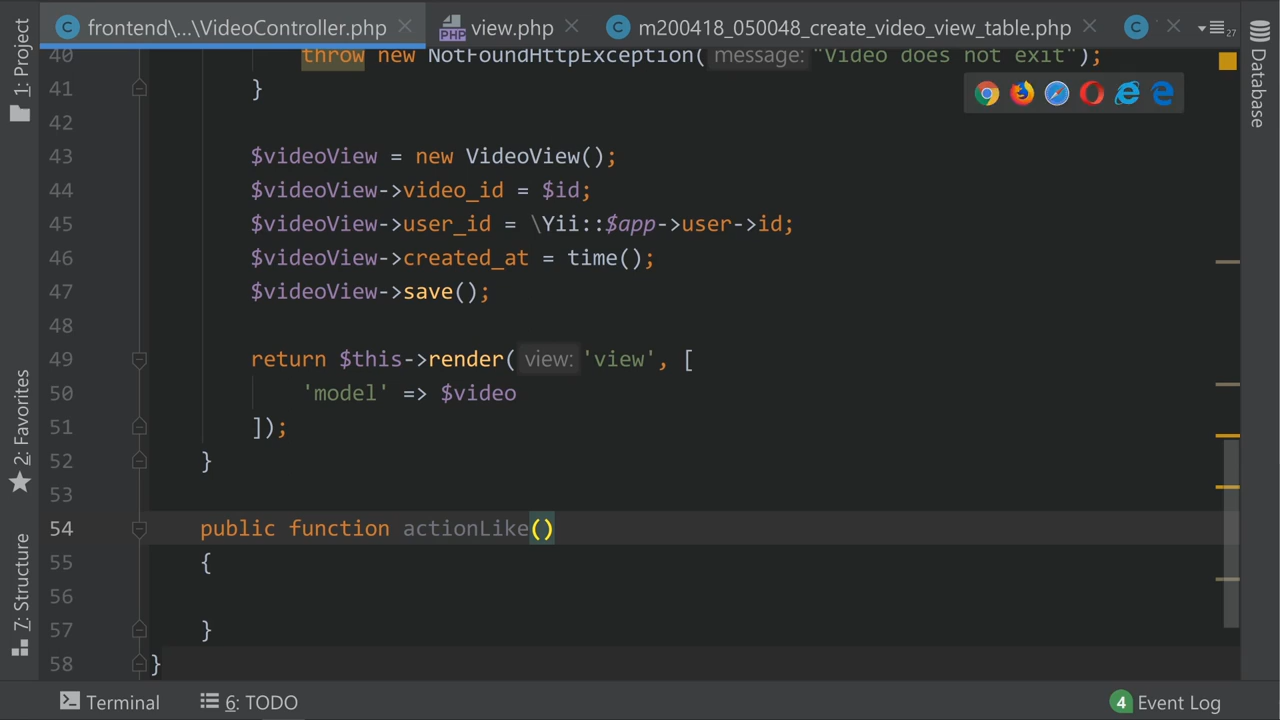 frontend\...\VideoController.php
view.php
m200418_050048_create_video_view_table.php
27
1: Project
2: Favorites
7: Structure
Database
40 throw new NotFoundHttpException( message: "Video does not exit");
41 }
42
43 $videoView = new VideoView();
44 $videoView->video_id = $id;
45 $videoView->user_id = \Yii::$app->user->id;
46 $videoView->created_at = time();
47 $videoView->save();
48
49 return $this->render( view: 'view', [
50 'model' => $video
51 ]);
52 }
53
54 public function actionLike()
55 {
56
57 }
58 }
Terminal
6: TODO
4 Event Log